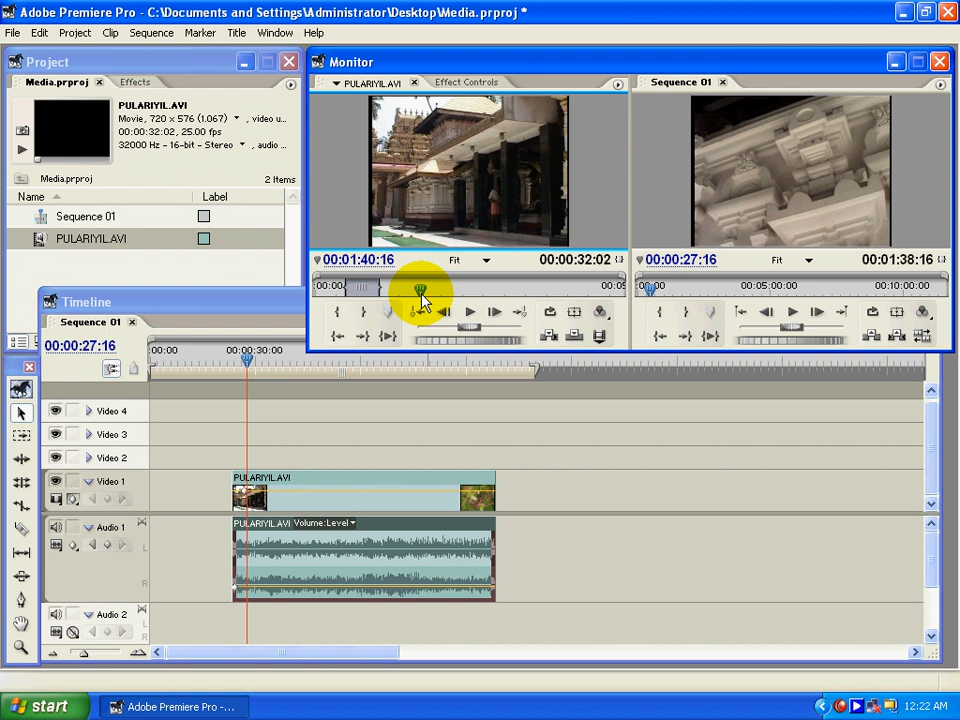 Adobe Premiere Pro - C:\Documents and Settings\Administrator\Desktop\Media.prproj *
File Edit Project Clip Sequence Marker Title Window Help
Project
Media.prproj Effects
PULARIYIL.AVI
Movie, 720 x 576 (1.067) , video u...
00:00:32:02, 25.00 fps
32000 Hz - 16-bit - Stereo , audio ...
Media.prproj 2 Items
Name Label
Sequence 01
PULARIYIL.AVI
Monitor
PULARIYIL.AVI Effect Controls
Sequence 01
00:01:40:16 Fit 00:00:32:02
00:00:27:16 Fit 00:01:38:16
00:05:00:00 00:10:00:00
Timeline
Sequence 01
00:00:27:16
:00:00 00:00:30:00
Video 4
Video 3
Video 2
Video 1
PULARIYIL.AVI
Audio 1
PULARIYIL.AVI Volume:Level
L
R
Audio 2
L
R
start
Adobe Premiere Pro -...
12:22 AM